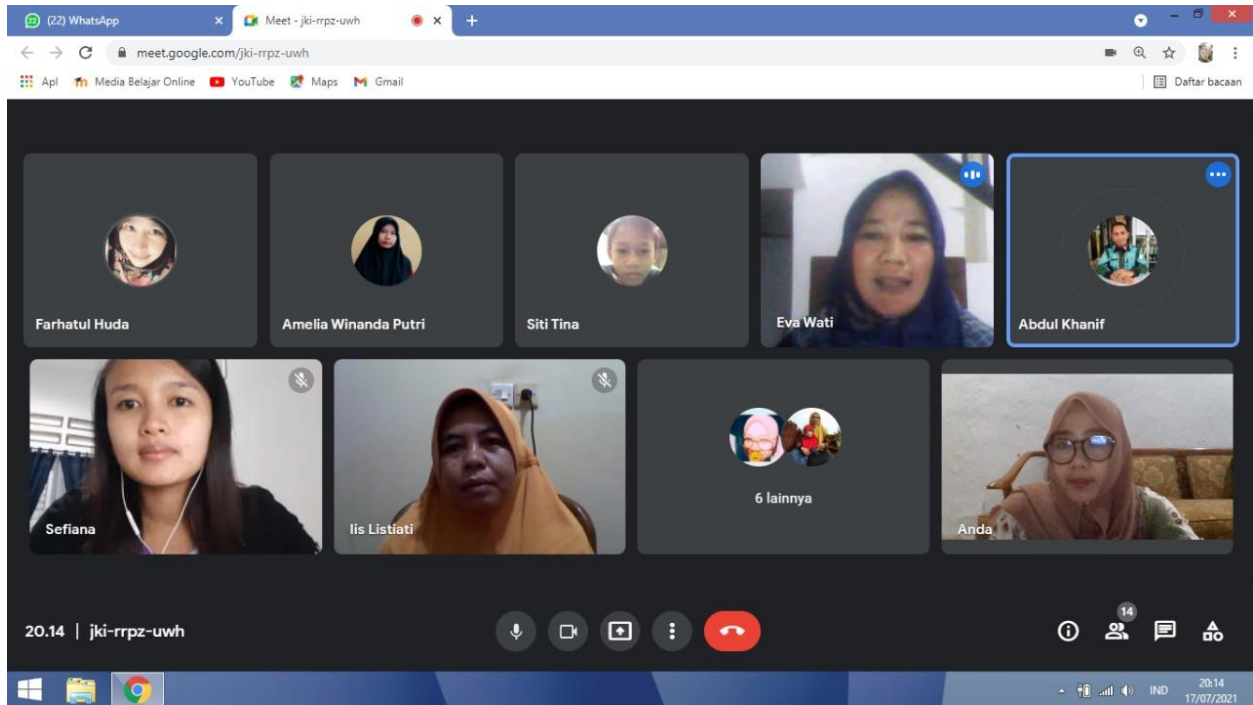 22 (22) WhatsApp
Meet - jki-rrpz-uwh
meet.google.com/jki-rrpz-uwh
Apl Media Belajar Online YouTube Maps Gmail Daftar bacaan
Farhatul Huda
Amelia Winanda Putri
Siti Tina
Eva Wati
Abdul Khanif
Sefiana
Iis Listiati
6 lainnya
Anda
20.14 | jki-rrpz-uwh
14
IND
20:14
17/07/2021